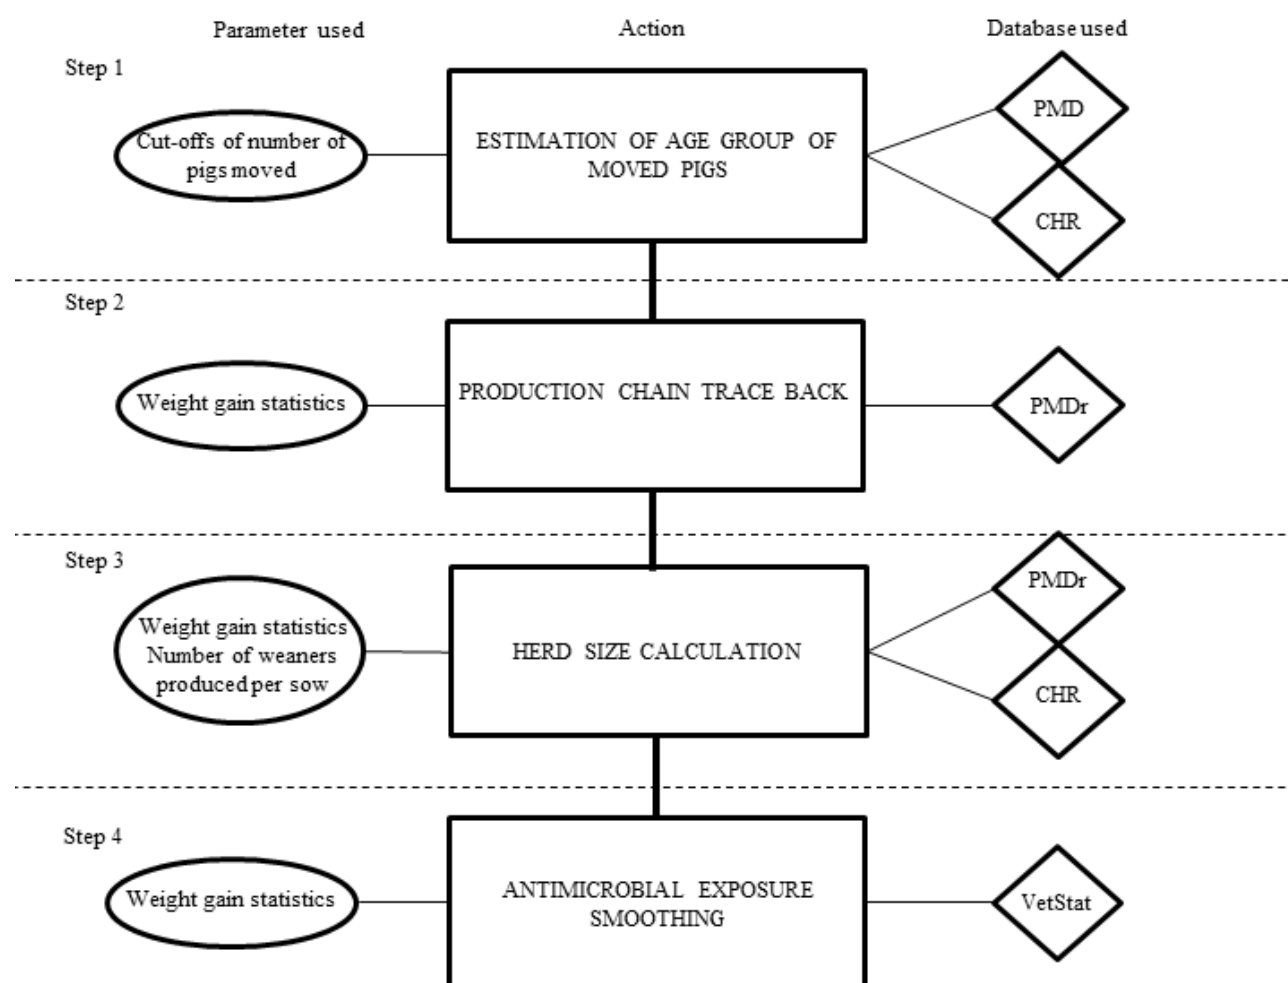 Parameter used
Action
Database used
Step 1
Cut-offs of number of
pigs moved
ESTIMATION OF AGE GROUP OF
MOVED PIGS
PMD
CHR
Step 2
Weight gain statistics
PRODUCTION CHAIN TRACE BACK
PMDr
Step 3
Weight gain statistics
Number of weaners
produced per sow
HERD SIZE CALCULATION
PMDr
CHR
Step 4
Weight gain statistics
ANTIMICROBIAL EXPOSURE
SMOOTHING
VetStat